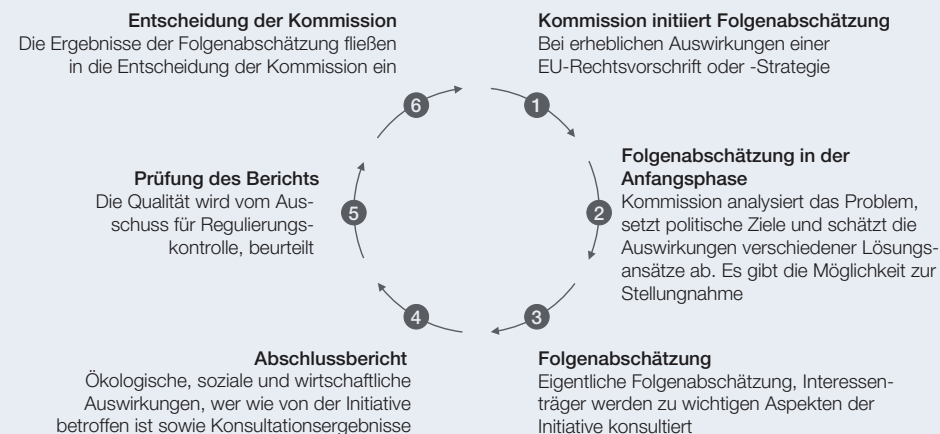 Kommission initiiert Folgenabschätzung
Bei erheblichen Auswirkungen einer
EU-Rechtsvorschrift oder -Strategie
1
Folgenabschätzung in der
Anfangsphase
Kommission analysiert das Problem,
setzt politische Ziele und schätzt die
Auswirkungen verschiedener Lösungs-
ansätze ab. Es gibt die Möglichkeit zur
Stellungnahme
2
Folgenabschätzung
Eigentliche Folgenabschätzung, Interessen-
träger werden zu wichtigen Aspekten der
Initiative konsultiert
3
Abschlussbericht
Ökologische, soziale und wirtschaftliche
Auswirkungen, wer wie von der Initiative
betroffen ist sowie Konsultationsergebnisse
4
Prüfung des Berichts
Die Qualität wird vom Aus-
schuss für Regulierungs-
kontrolle, beurteilt
5
Entscheidung der Kommission
Die Ergebnisse der Folgenabschätzung fließen
in die Entscheidung der Kommission ein
6